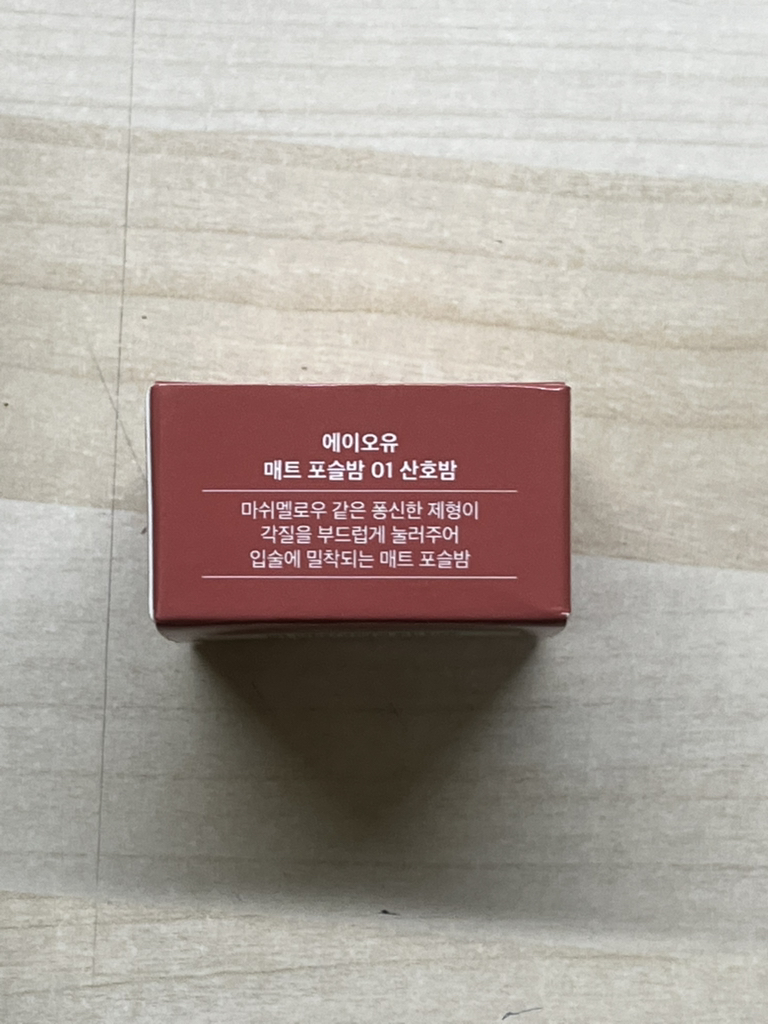 에이오유
매트 포슬밤 01 산호밤
마쉬멜로우 같은 퐁신한 제형이
각질을 부드럽게 눌러주어
입술에 밀착되는 매트 포슬밤